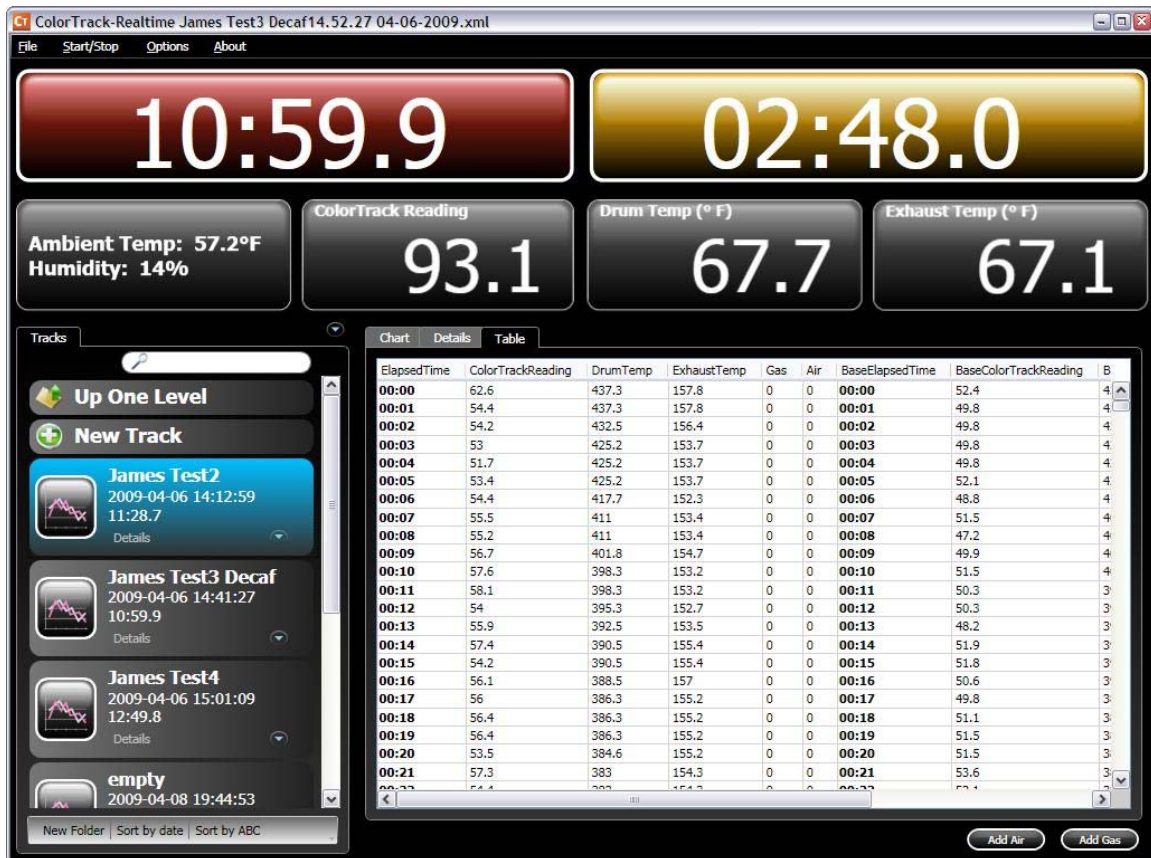 CT ColorTrack-Realtime James Test3 Decaf14.52.27 04-06-2009.xml
File Start/Stop Options About
10:59.9 02:48.0
Ambient Temp: 57.2°F
Humidity: 14%
ColorTrack Reading
93.1
Drum Temp (º F)
67.7
Exhaust Temp (º F)
67.1
Tracks
Up One Level
New Track
James Test2
2009-04-06 14:12:59
11:28.7
Details
James Test3 Decaf
2009-04-06 14:41:27
10:59.9
Details
James Test4
2009-04-06 15:01:09
12:49.8
Details
empty
2009-04-08 19:44:53
New Folder Sort by date Sort by ABC
Chart Details Table
ElapsedTime ColorTrackReading DrumTemp ExhaustTemp Gas Air BaseElapsedTime BaseColorTrackReading B
00:00 62.6 437.3 157.8 0 0 00:00 52.4
00:01 54.4 437.3 157.8 0 0 00:01 49.8
00:02 54.2 432.5 156.4 0 0 00:02 49.8
00:03 53 425.2 153.7 0 0 00:03 49.8
00:04 51.7 425.2 153.7 0 0 00:04 49.8
00:05 53.4 425.2 153.7 0 0 00:05 52.1
00:06 54.4 417.7 152.3 0 0 00:06 48.8
00:07 55.5 411 153.4 0 0 00:07 51.5
00:08 55.2 411 153.4 0 0 00:08 47.2
00:09 56.7 401.8 154.7 0 0 00:09 49.9
00:10 57.6 398.3 153.2 0 0 00:10 51.5
00:11 58.1 398.3 153.2 0 0 00:11 50.3
00:12 54 395.3 152.7 0 0 00:12 50.3
00:13 55.9 392.5 153.5 0 0 00:13 48.2
00:14 57.4 390.5 155.4 0 0 00:14 51.9
00:15 54.2 390.5 155.4 0 0 00:15 51.8
00:16 56.1 388.5 157 0 0 00:16 50.6
00:17 56 386.3 155.2 0 0 00:17 49.8
00:18 56.4 386.3 155.2 0 0 00:18 51.1
00:19 56.4 386.3 155.2 0 0 00:19 51.5
00:20 53.5 384.6 155.2 0 0 00:20 51.5
00:21 57.3 383 154.3 0 0 00:21 53.6
Add Air Add Gas